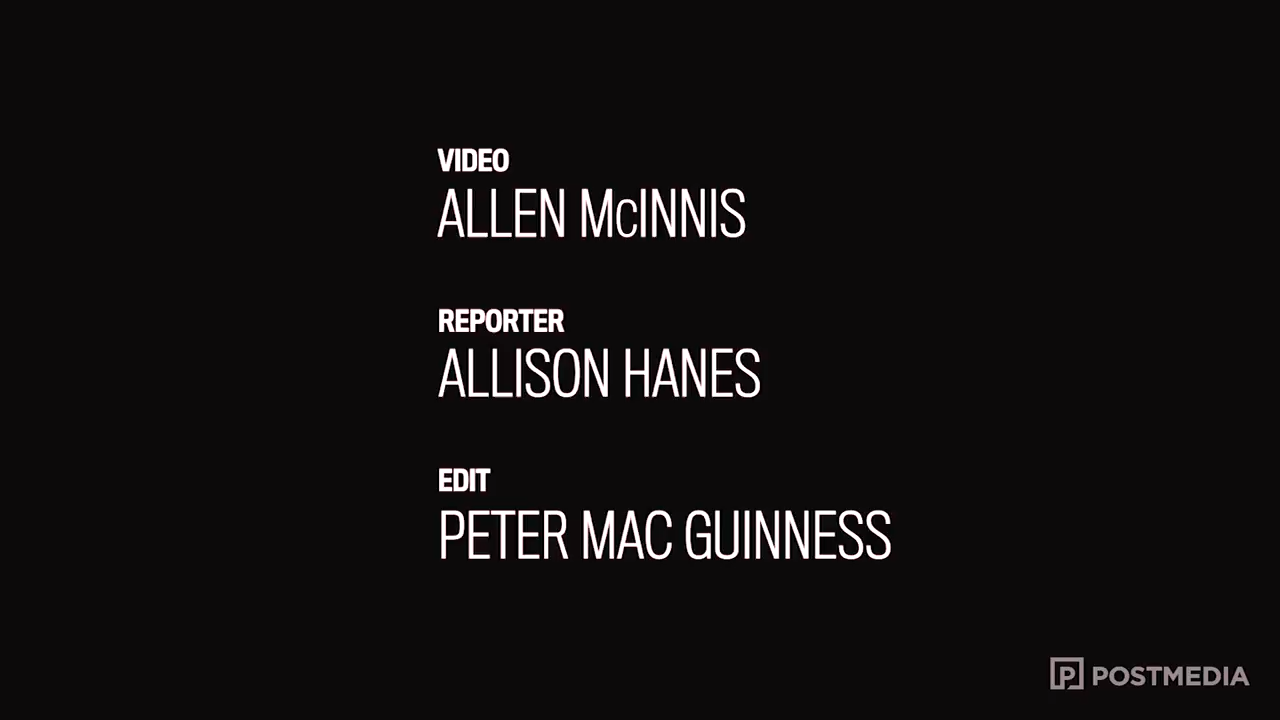 VIDEO
ALLEN McINNIS
REPORTER
ALLISON HANES
EDIT
PETER MAC GUINNESS
P POSTMEDIA